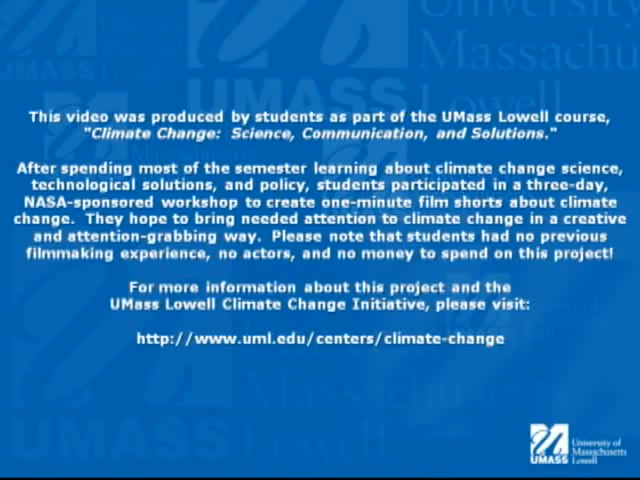 This video was produced by students as part of the UMass Lowell course,
"Climate Change: Science, Communication, and Solutions."
After spending most of the semester learning about climate change science,
technological solutions, and policy, students participated in a three-day,
NASA-sponsored workshop to create one-minute film shorts about climate
change. They hope to bring needed attention to climate change in a creative
and attention-grabbing way. Please note that students had no previous
filmmaking experience, no actors, and no money to spend on this project!
For more information about this project and the
UMass Lowell Climate Change Initiative, please visit:
http://www.uml.edu/centers/climate-change
UMASS
University of
Massachusetts
Lowell